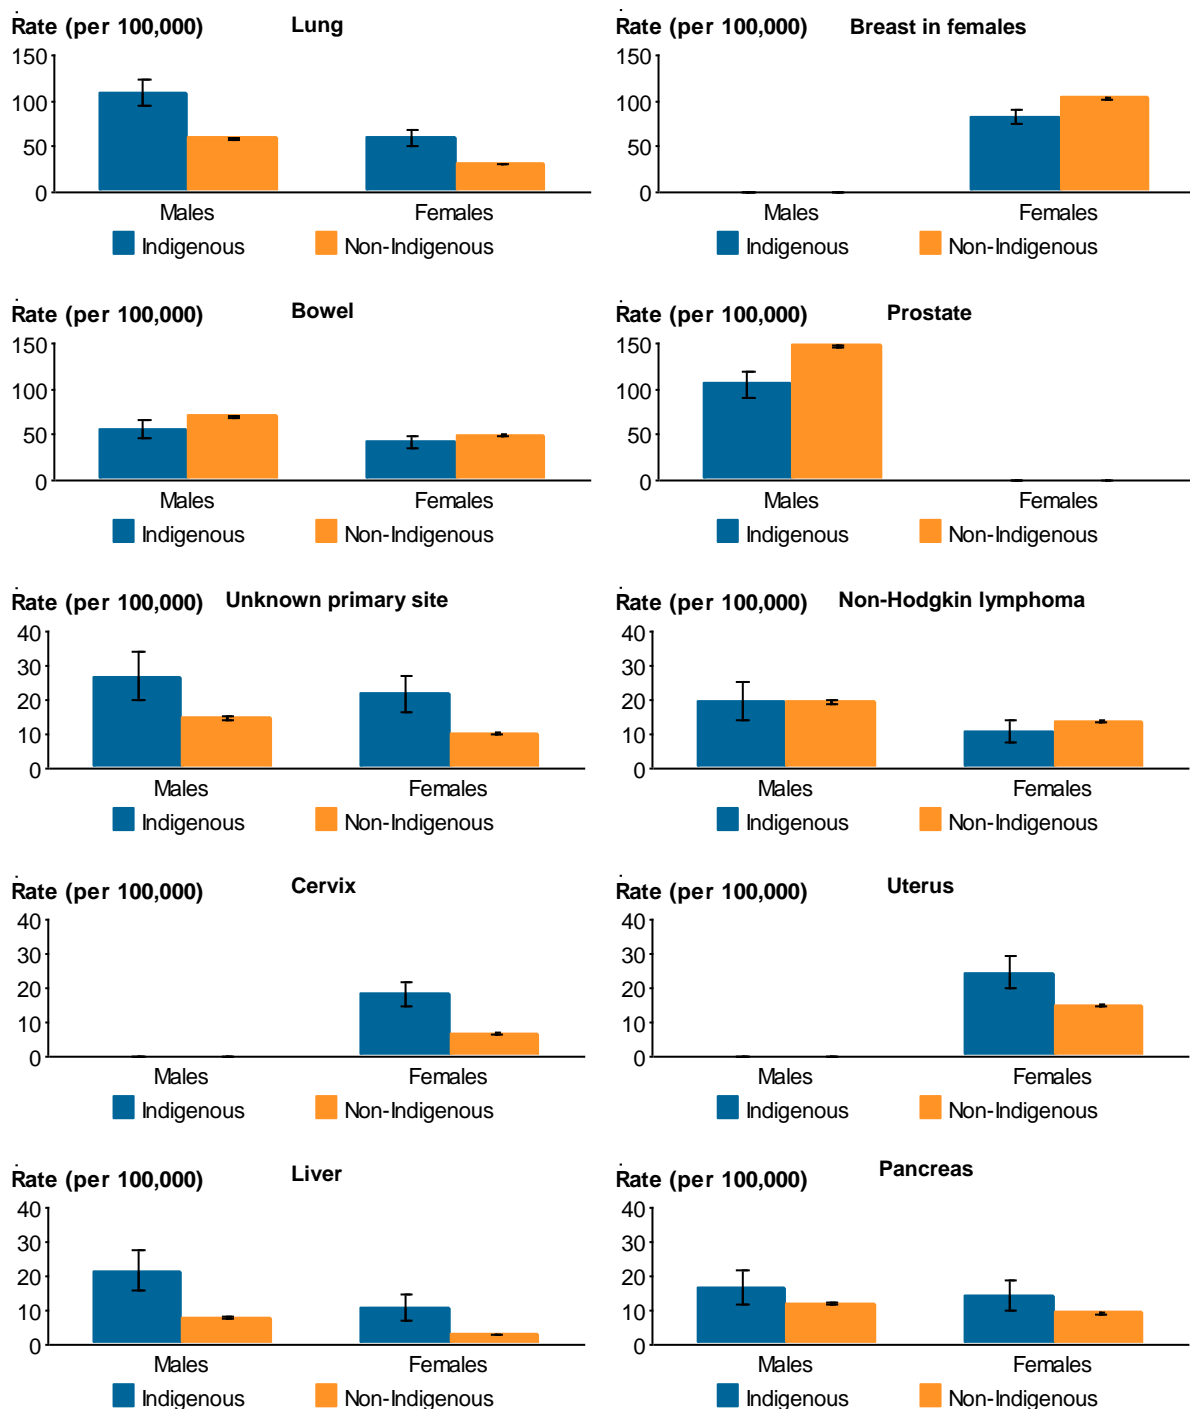 Rate (per 100,000) Lung
150
100
50
0
Males Females
Indigenous Non-Indigenous
Rate (per 100,000) Breast in females
150
100
50
0
Males Females
Indigenous Non-Indigenous
Rate (per 100,000) Bowel
150
100
50
0
Males Females
Indigenous Non-Indigenous
Rate (per 100,000) Prostate
150
100
50
0
Males Females
Indigenous Non-Indigenous
Rate (per 100,000) Unknown primary site
40
30
20
10
0
Males Females
Indigenous Non-Indigenous
Rate (per 100,000) Non-Hodgkin lymphoma
40
30
20
10
0
Males Females
Indigenous Non-Indigenous
Rate (per 100,000) Cervix
40
30
20
10
0
Males Females
Indigenous Non-Indigenous
Rate (per 100,000) Uterus
40
30
20
10
0
Males Females
Indigenous Non-Indigenous
Rate (per 100,000) Liver
40
30
20
10
0
Males Females
Indigenous Non-Indigenous
Rate (per 100,000) Pancreas
40
30
20
10
0
Males Females
Indigenous Non-Indigenous